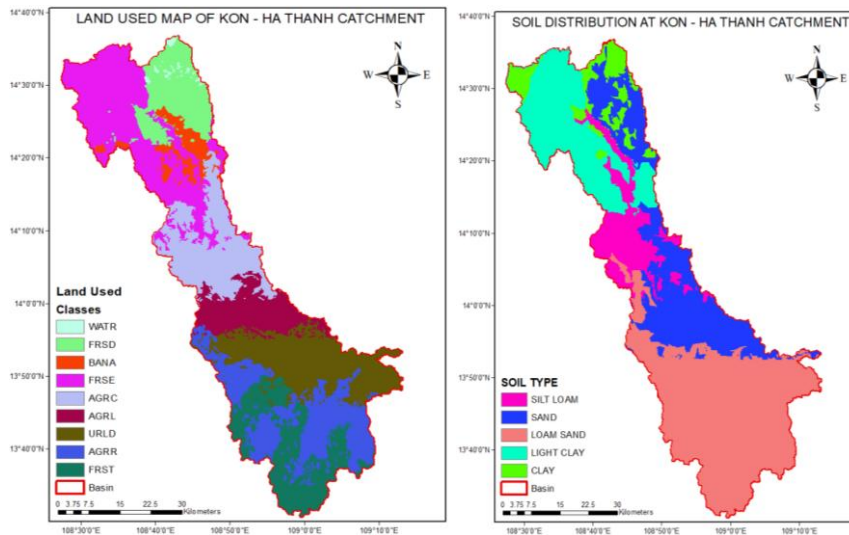 LAND USED MAP OF KON - HA THANH CATCHMENT
14°40'0"N
14°30'0"N
14°20'0"N
14°10'0"N
14°0'0"N
13°50'0"N
13°40'0"N
N
W E
S
Land Used
Classes
WATR
FRSD
BANA
FRSE
AGRC
AGRL
URLD
AGRR
FRST
Basin
0 3.75 7.5 15 22.5 30
Kilometers
108°30'0"E 108°40'0"E 108°50'0"E 109°0'0"E 109°10'0"E
SOIL DISTRIBUTION AT KON - HA THANH CATCHMENT
14°40'0"N
14°30'0"N
14°20'0"N
14°10'0"N
14°0'0"N
13°50'0"N
13°40'0"N
N
W E
S
SOIL TYPE
SILT LOAM
SAND
LOAM SAND
LIGHT CLAY
CLAY
Basin
0 3.75 7.5 15 22.5 30
Kilometers
108°30'0"E 108°40'0"E 108°50'0"E 109°0'0"E 109°10'0"E